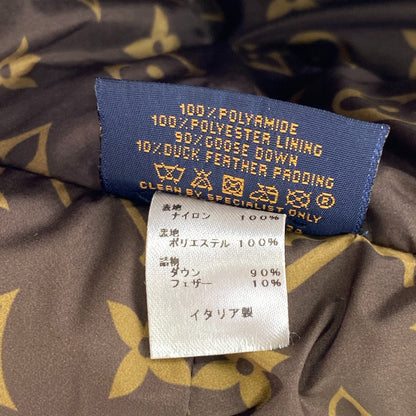 100% POLYAMIDE
100% POLYESTER LINING
90% GOOSE DOWN
10% DUCK FEATHER PADDING
CLEAN BY SPECIALIST ONLY
表地
ナイロン 100%
裏地
ポリエステル 100%
詰物
ダウン 90%
フェザー 10%
イタリア製